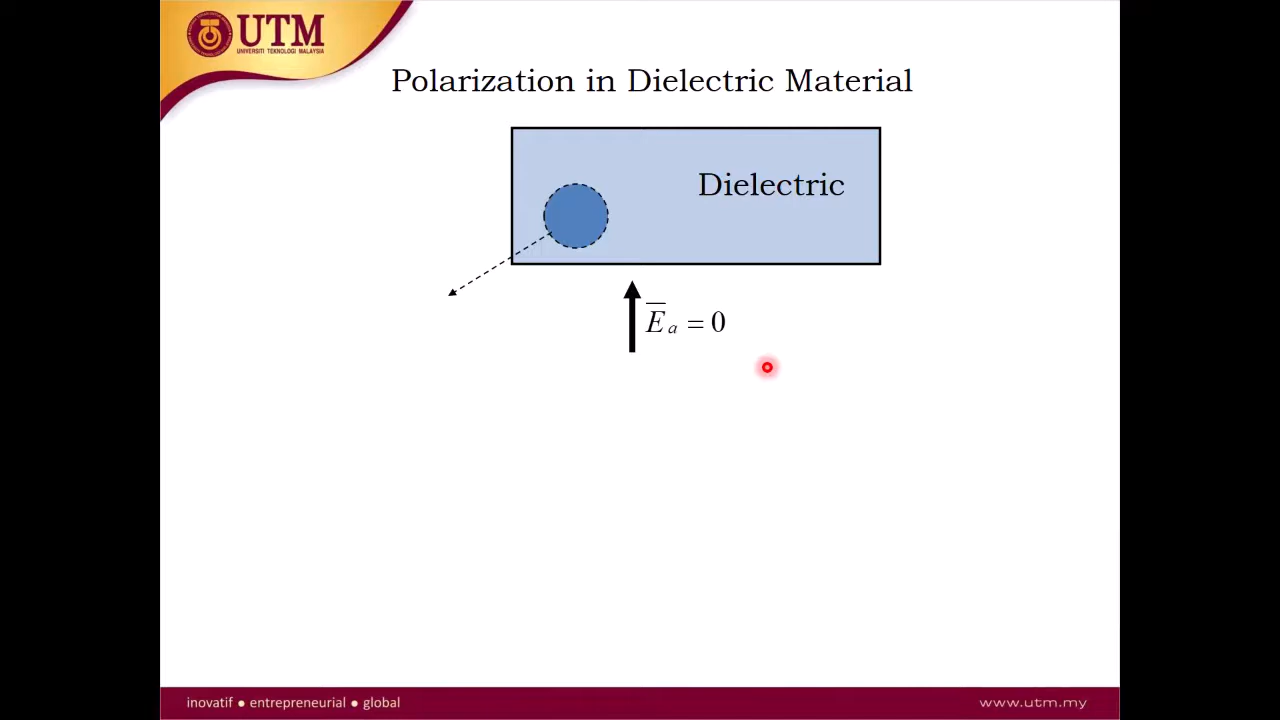 UTM
UNIVERSITI TEKNOLOGI MALAYSIA
Polarization in Dielectric Material
Dielectric
E̅ₐ = 0
inovatif ● entrepreneurial ● global
www.utm.my